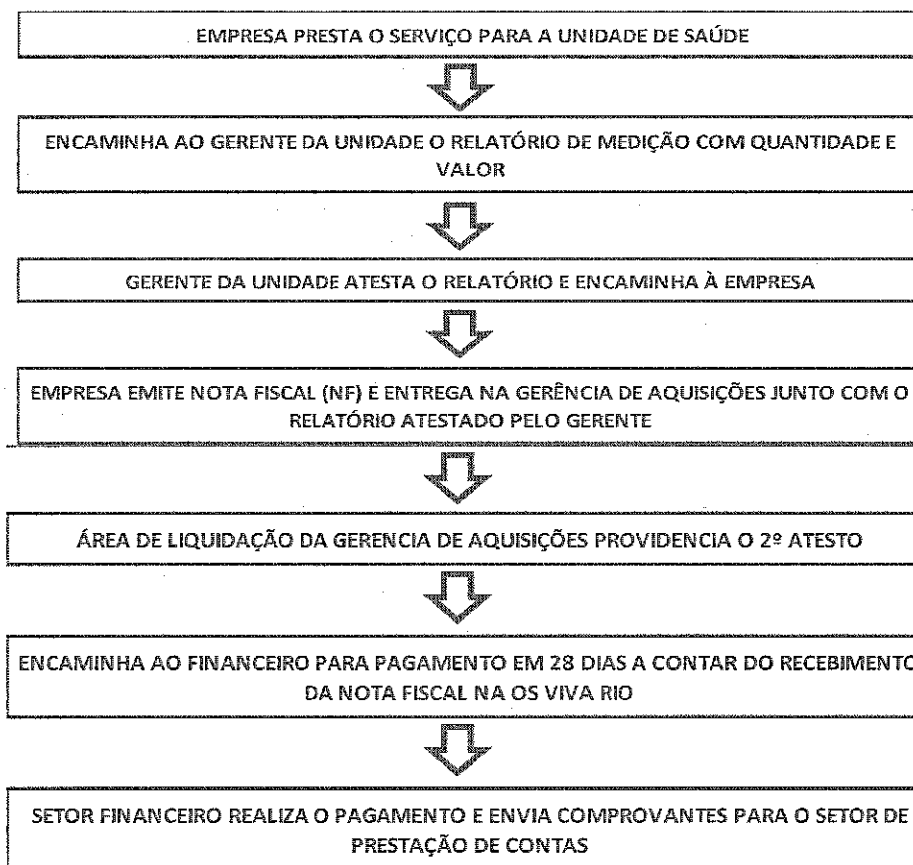 EMPRESA PRESTA O SERVIÇO PARA A UNIDADE DE SAÚDE
ENCAMINHA AO GERENTE DA UNIDADE O RELATÓRIO DE MEDIÇÃO COM QUANTIDADE E
VALOR
GERENTE DA UNIDADE ATESTA O RELATÓRIO E ENCAMINHA À EMPRESA
EMPRESA EMITE NOTA FISCAL (NF) E ENTREGA NA GERÊNCIA DE AQUISIÇÕES JUNTO COM O
RELATÓRIO ATESTADO PELO GERENTE
ÁREA DE LIQUIDAÇÃO DA GERENCIA DE AQUISIÇÕES PROVIDENCIA O 2º ATESTO
ENCAMINHA AO FINANCEIRO PARA PAGAMENTO EM 28 DIAS A CONTAR DO RECEBIMENTO
DA NOTA FISCAL NA OS VIVA RIO
SETOR FINANCEIRO REALIZA O PAGAMENTO E ENVIA COMPROVANTES PARA O SETOR DE
PRESTAÇÃO DE CONTAS